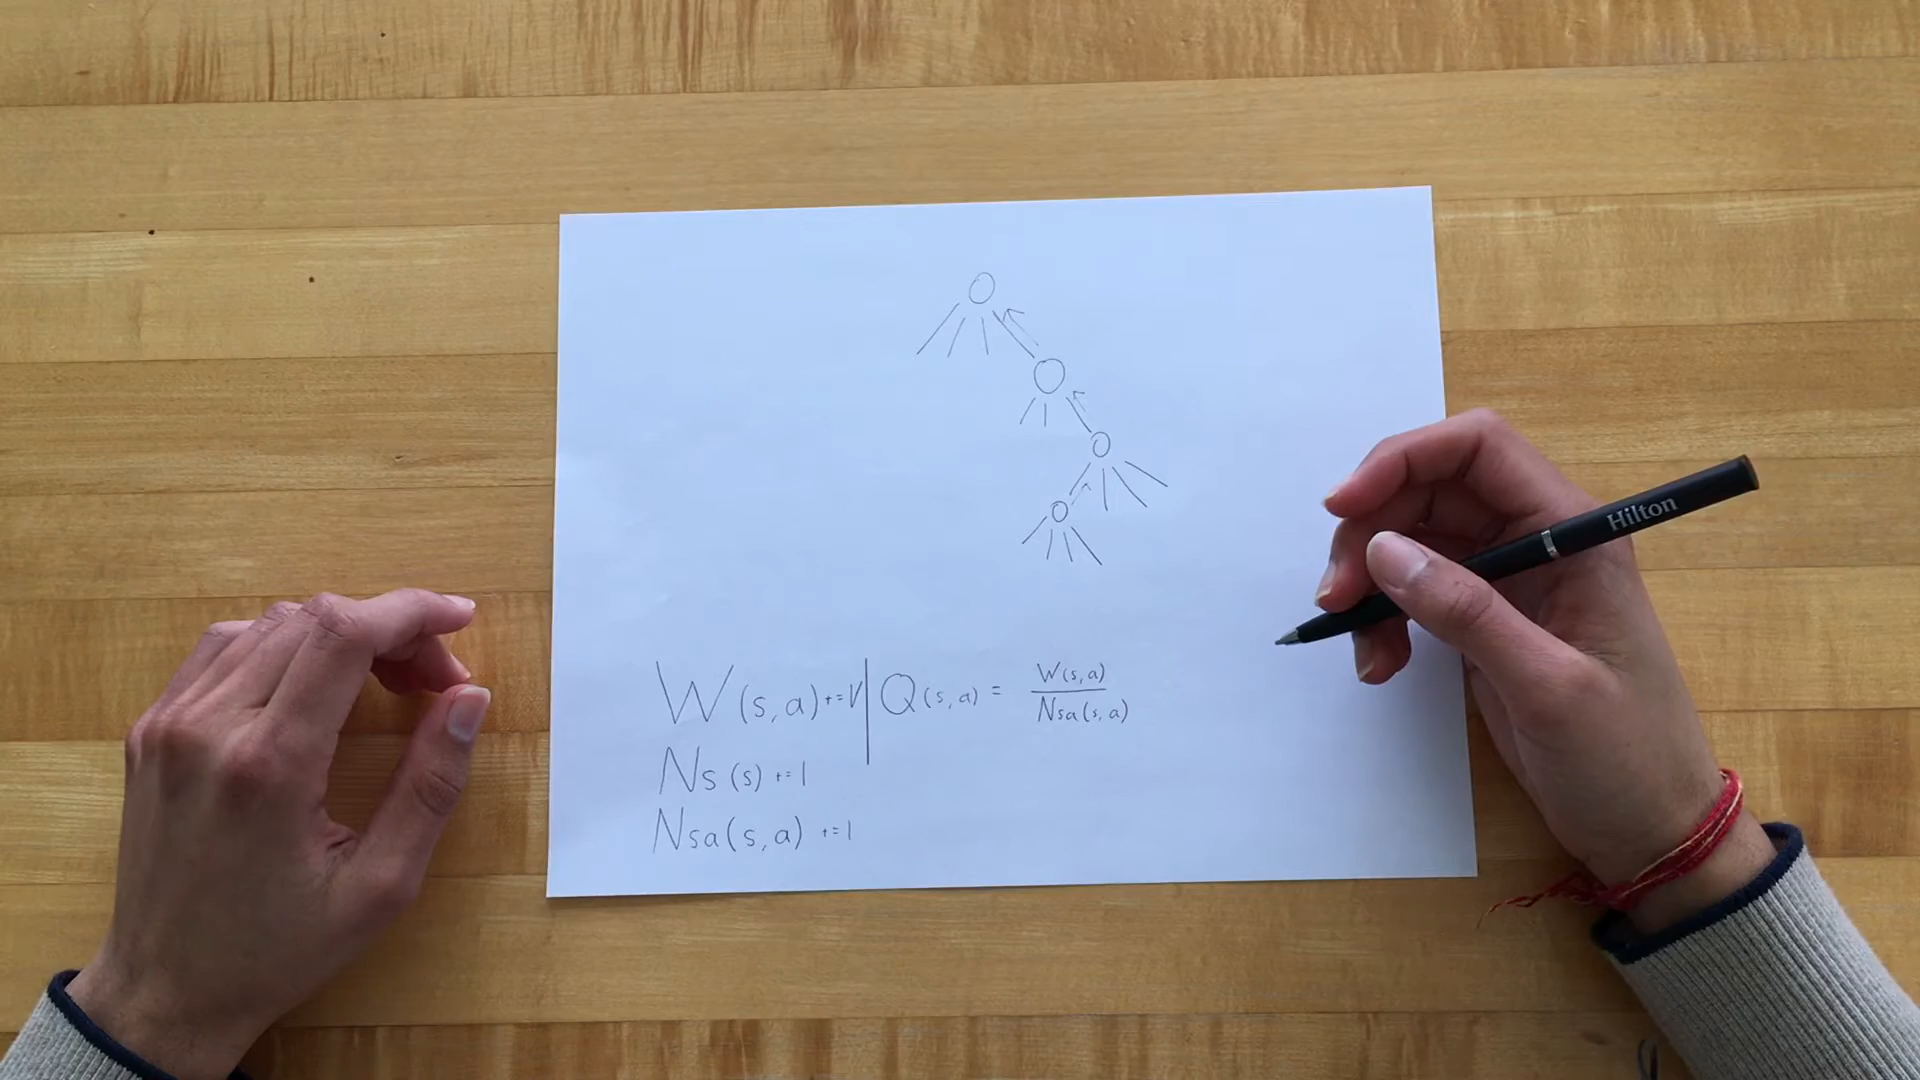 Hilton
W(s,a)+=V | Q(s,a) = W(s,a) / Nsa(s,a)
Ns(s) +=1
Nsa(s,a) +=1